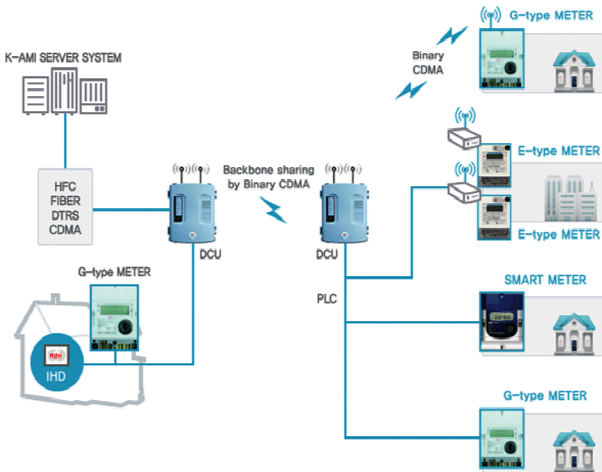 G-type METER
Binary
CDMA
K-AMI SERVER SYSTEM
E-type METER
Backbone sharing
by Binary CDMA
HFC
FIBER
DTRS
CDMA
E-type METER
DCU
DCU
G-type METER
SMART METER
PLC
Kdn
IHD
G-type METER